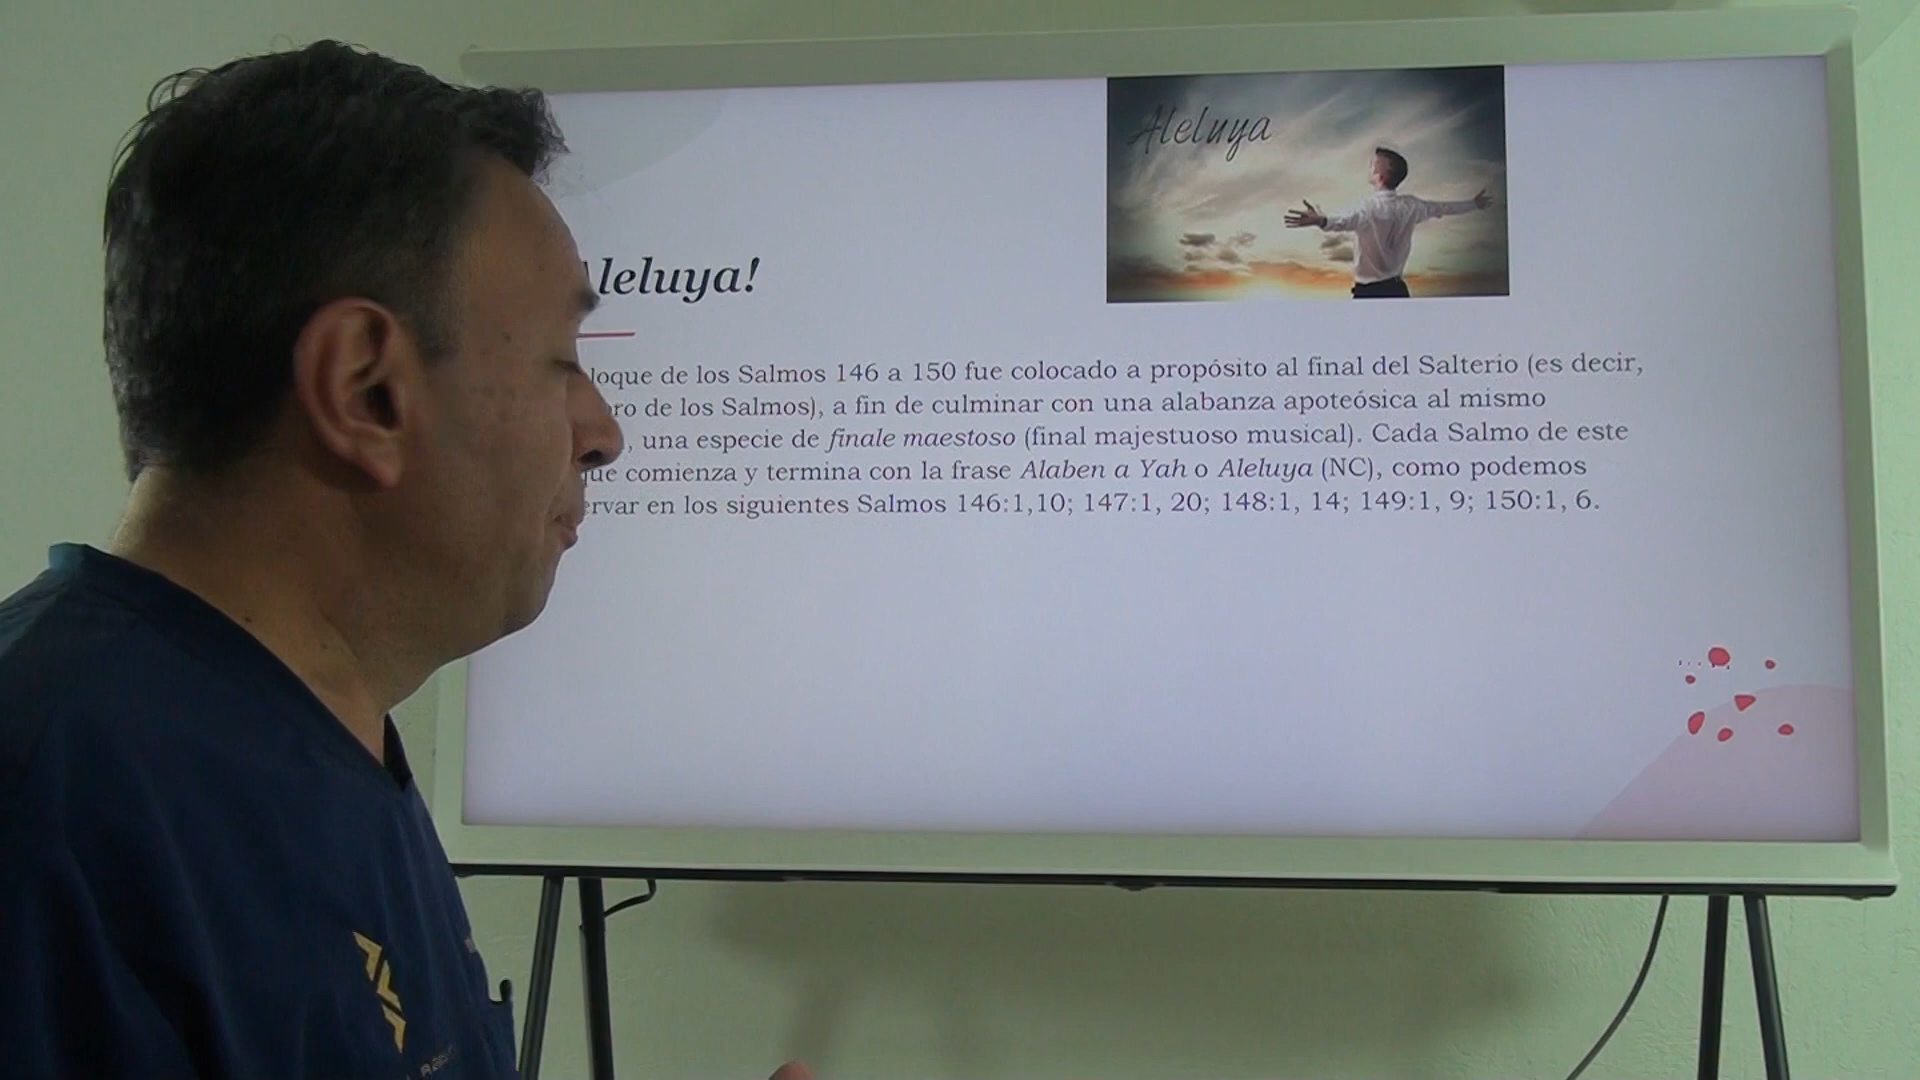 Aleluya
leluya!
loque de los Salmos 146 a 150 fue colocado a propósito al final del Salterio (es decir,
ro de los Salmos), a fin de culminar con una alabanza apoteósica al mismo
, una especie de finale maestoso (final majestuoso musical). Cada Salmo de este
ue comienza y termina con la frase Alaben a Yah o Aleluya (NC), como podemos
ervar en los siguientes Salmos 146:1,10; 147:1, 20; 148:1, 14; 149:1, 9; 150:1, 6.